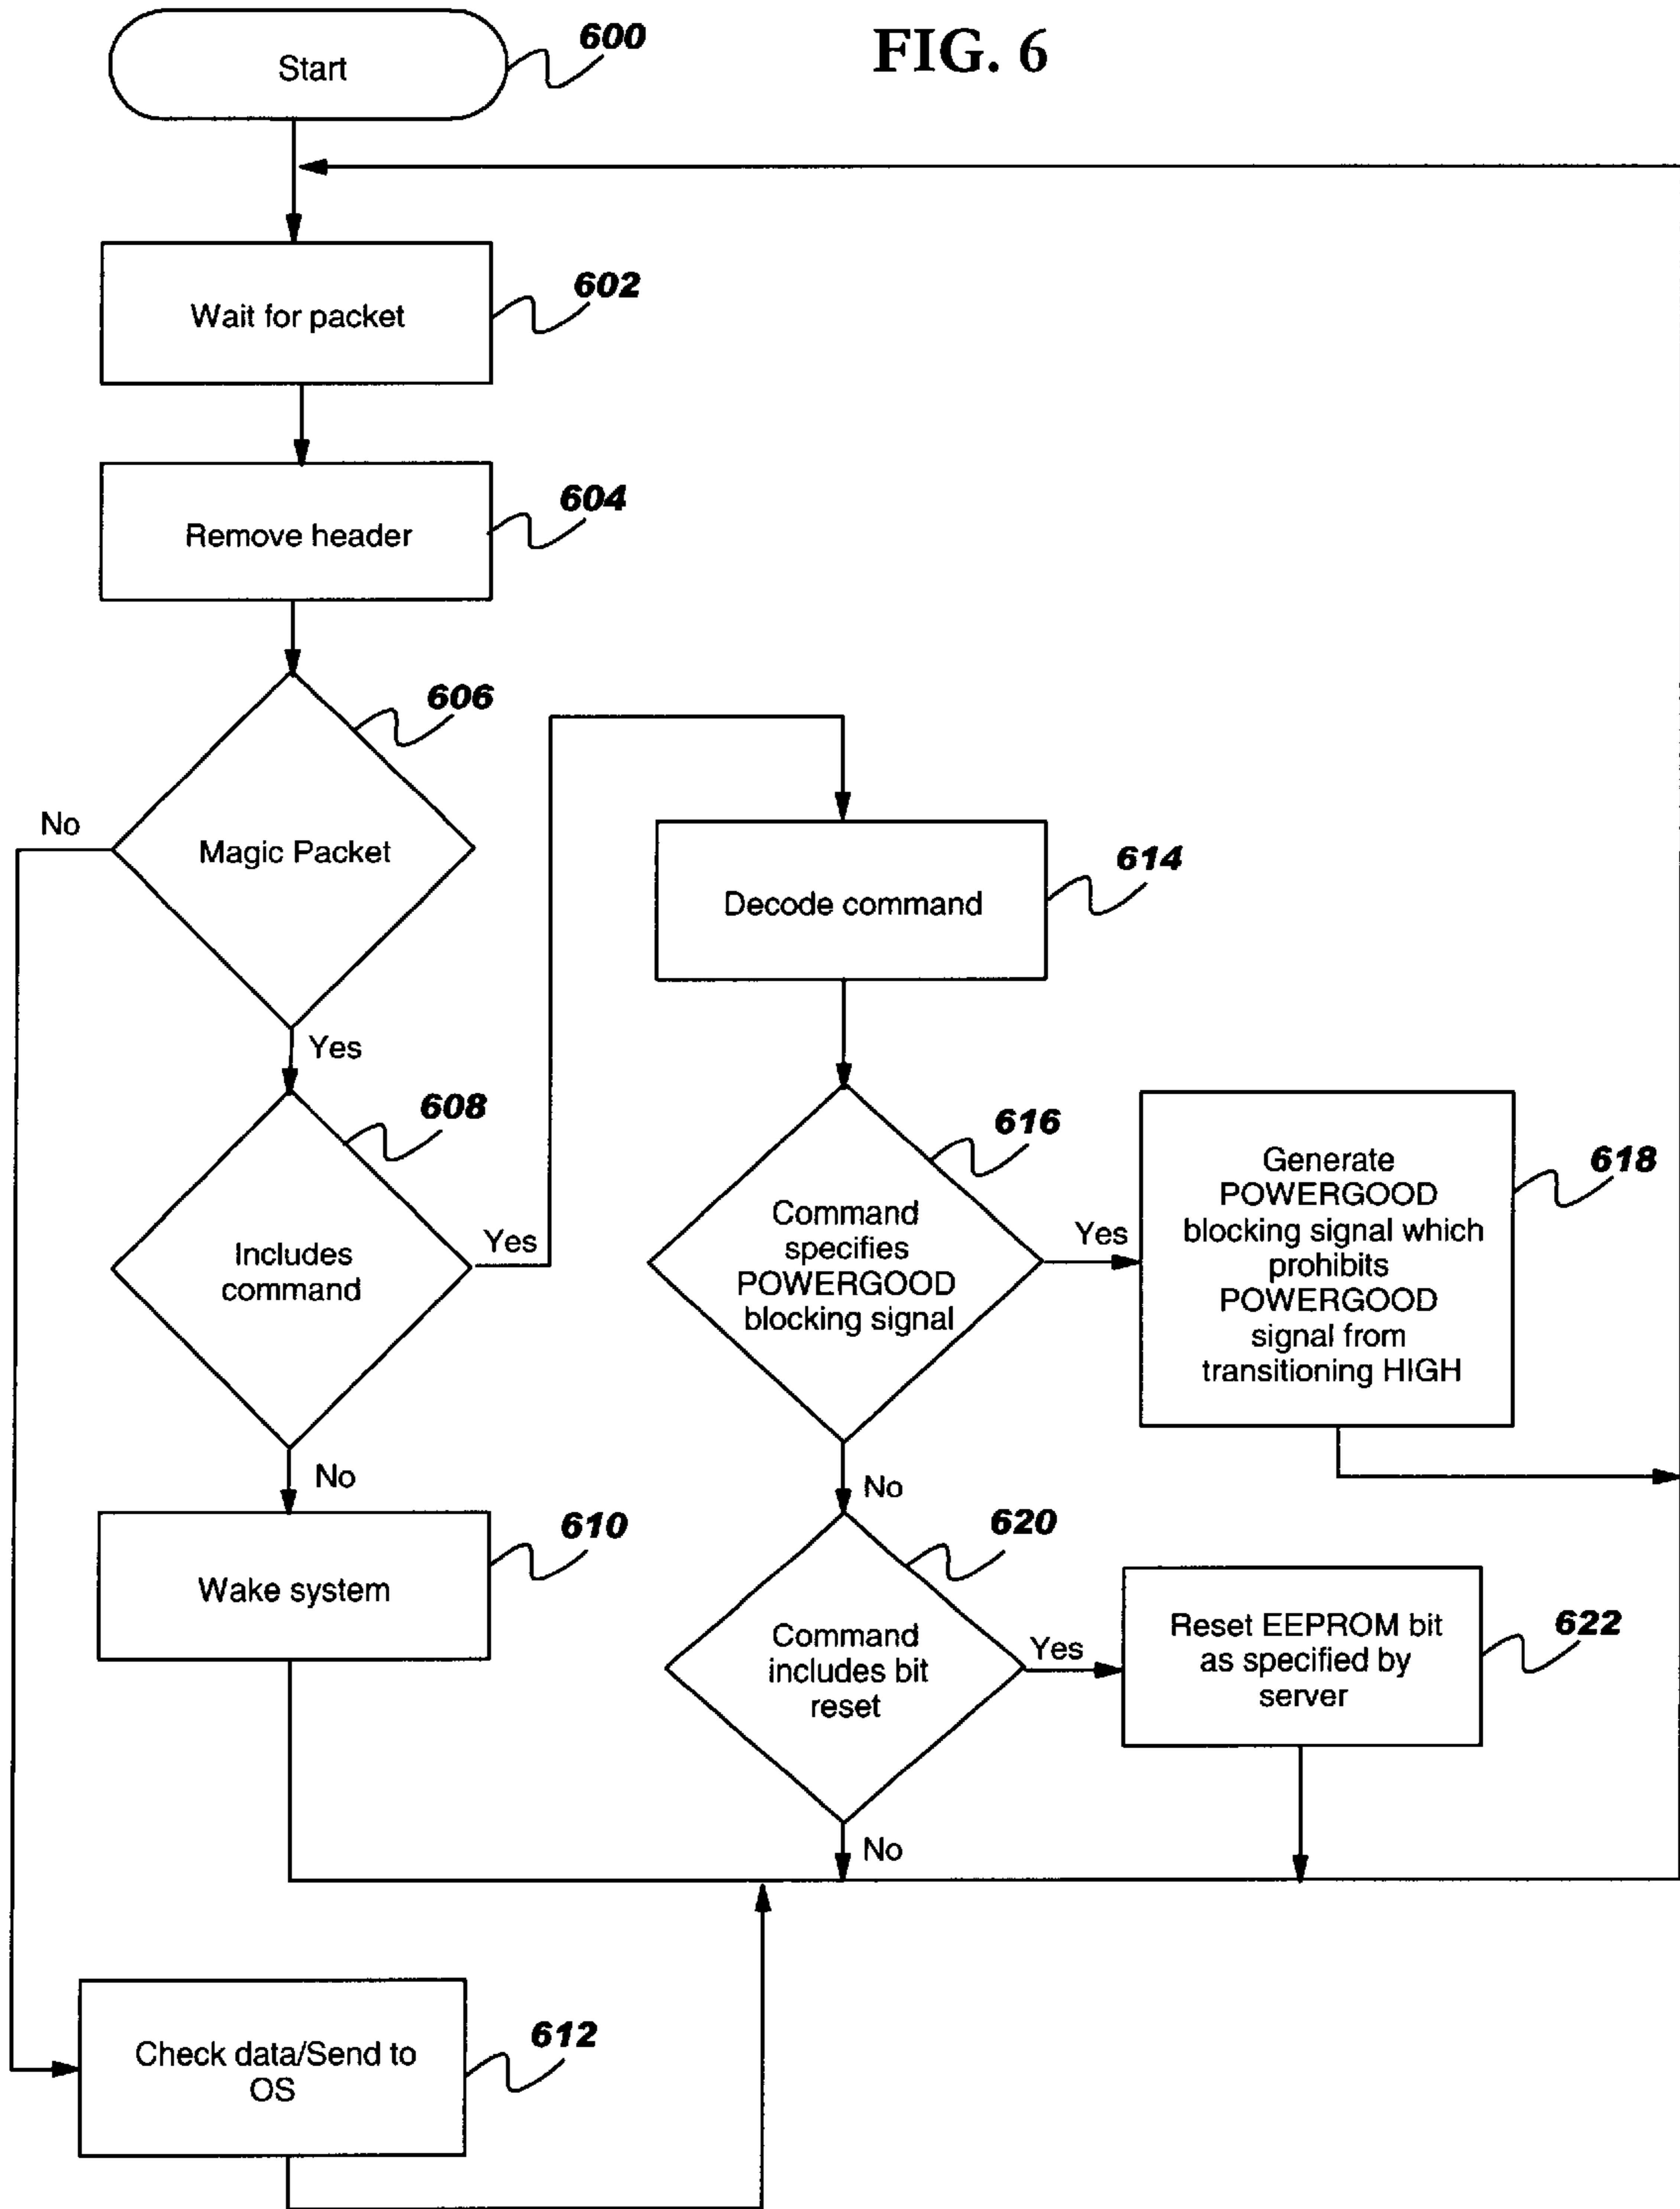 FIG. 6
Start
600
Wait for packet
602
Remove header
604
Magic Packet
606
No
Yes
Includes
command
608
Yes
No
Wake system
610
Check data/Send to
OS
612
Decode command
614
Command
specifies
POWERGOOD
blocking signal
616
Yes
No
Generate
POWERGOOD
blocking signal which
prohibits
POWERGOOD
signal from
transitioning HIGH
618
Command
includes bit
reset
620
Yes
No
Reset EEPROM bit
as specified by
server
622